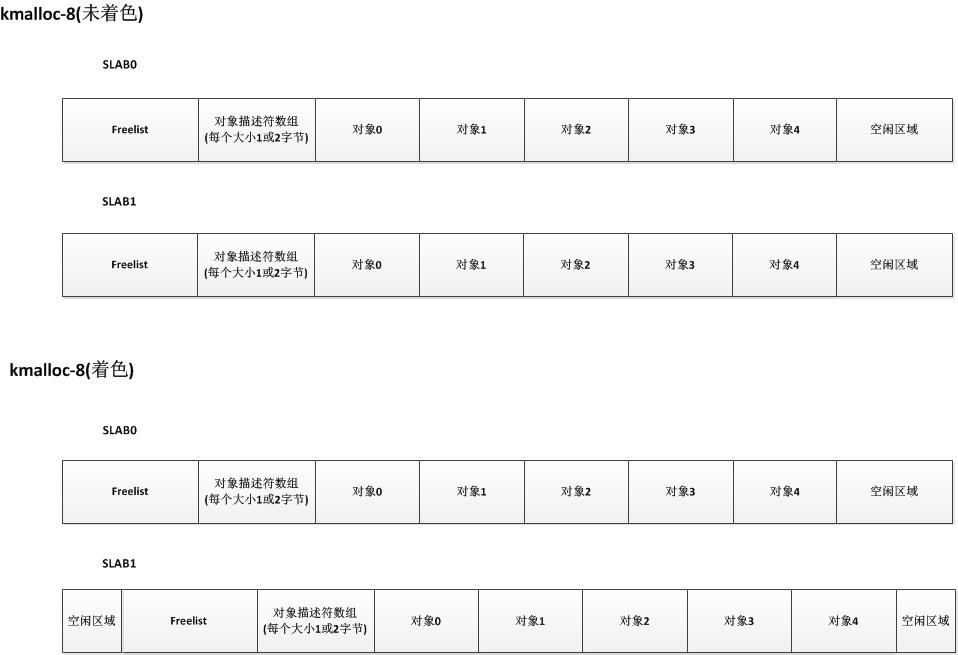 kmalloc-8(未着色)
SLAB0
Freelist
对象描述符数组
(每个大小1或2字节)
对象0
对象1
对象2
对象3
对象4
空闲区域
SLAB1
Freelist
对象描述符数组
(每个大小1或2字节)
对象0
对象1
对象2
对象3
对象4
空闲区域
kmalloc-8(着色)
SLAB0
Freelist
对象描述符数组
(每个大小1或2字节)
对象0
对象1
对象2
对象3
对象4
空闲区域
SLAB1
空闲区域
Freelist
对象描述符数组
(每个大小1或2字节)
对象0
对象1
对象2
对象3
对象4
空闲区域